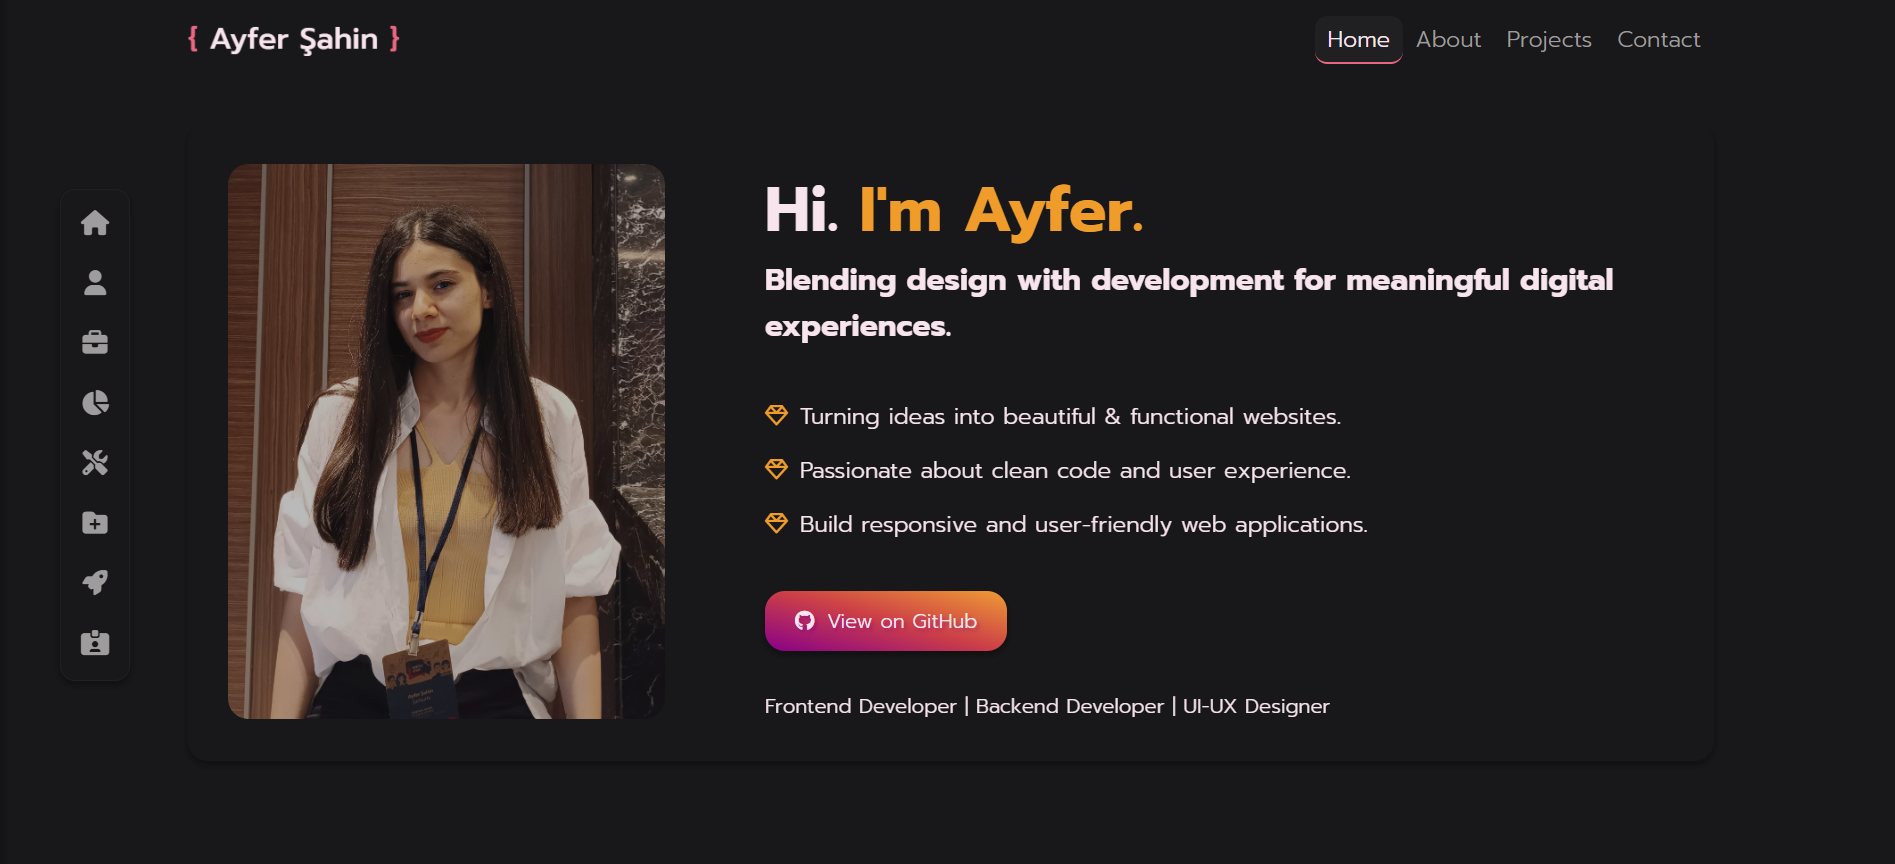 { Ayfer Şahin }
Home About Projects Contact
Hi. I'm Ayfer.
Blending design with development for meaningful digital
experiences.
Turning ideas into beautiful & functional websites.
Passionate about clean code and user experience.
Build responsive and user-friendly web applications.
View on GitHub
Frontend Developer | Backend Developer | UI-UX Designer
Ayfer Şahin